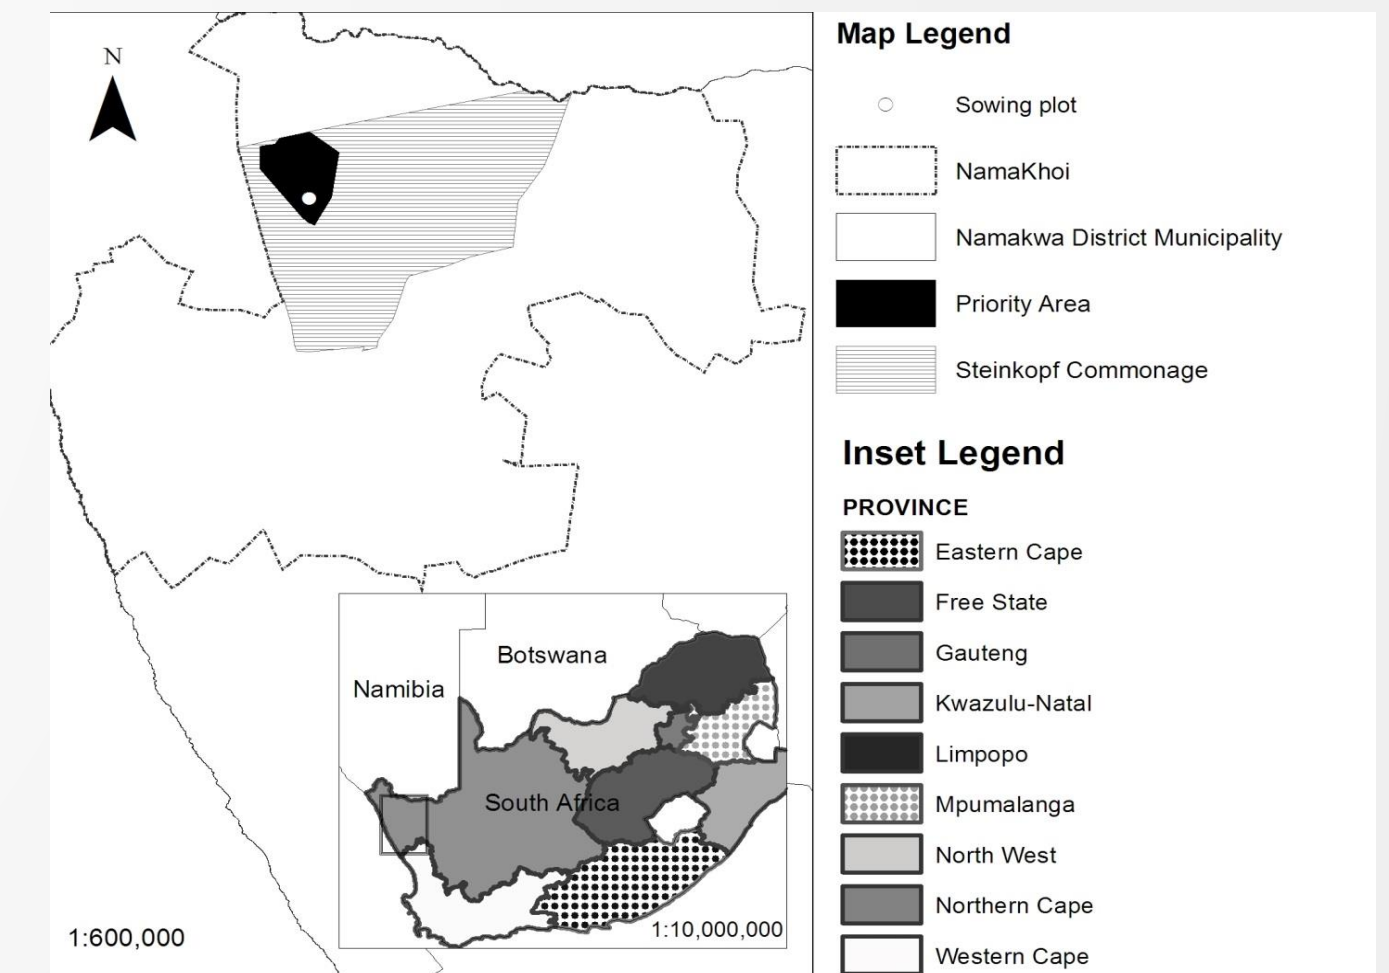 N
Map Legend
Sowing plot
NamaKhoi
Namakwa District Municipality
Priority Area
Steinkopf Commonage
Inset Legend
PROVINCE
Eastern Cape
Free State
Gauteng
Kwazulu-Natal
Limpopo
Mpumalanga
North West
Northern Cape
Western Cape
Botswana
Namibia
South Africa
1:10,000,000
1:600,000